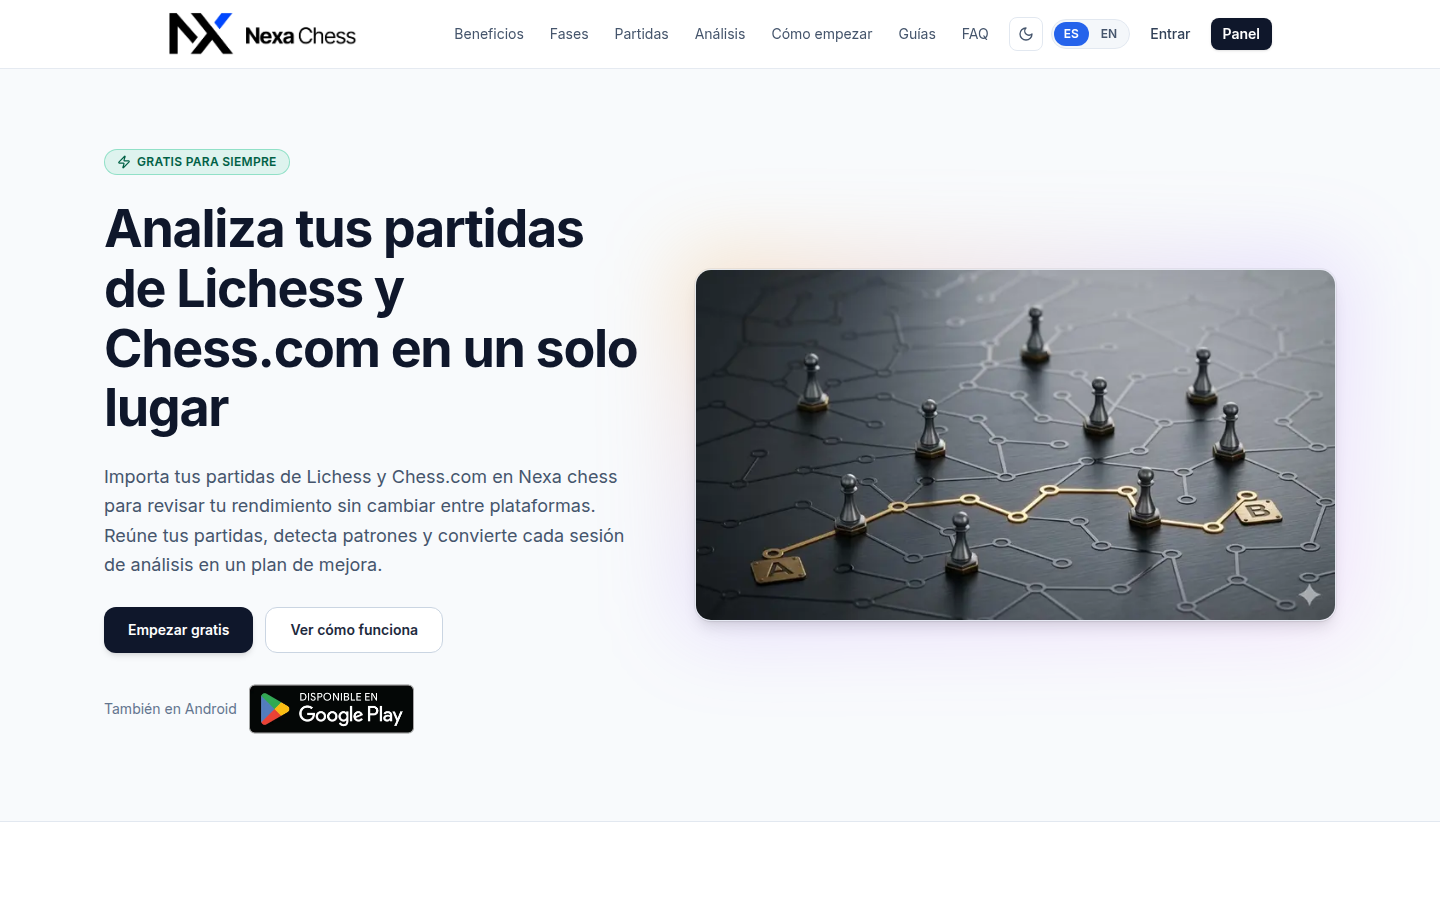 NX Nexa Chess
Beneficios
Fases
Partidas
Análisis
Cómo empezar
Guías
FAQ
ES
EN
Entrar
Panel
GRATIS PARA SIEMPRE
Analiza tus partidas
de Lichess y
Chess.com en un solo
lugar
Importa tus partidas de Lichess y Chess.com en Nexa chess
para revisar tu rendimiento sin cambiar entre plataformas.
Reúne tus partidas, detecta patrones y convierte cada sesión
de análisis en un plan de mejora.
Empezar gratis
Ver cómo funciona
También en Android
DISPONIBLE EN
Google Play
A
B